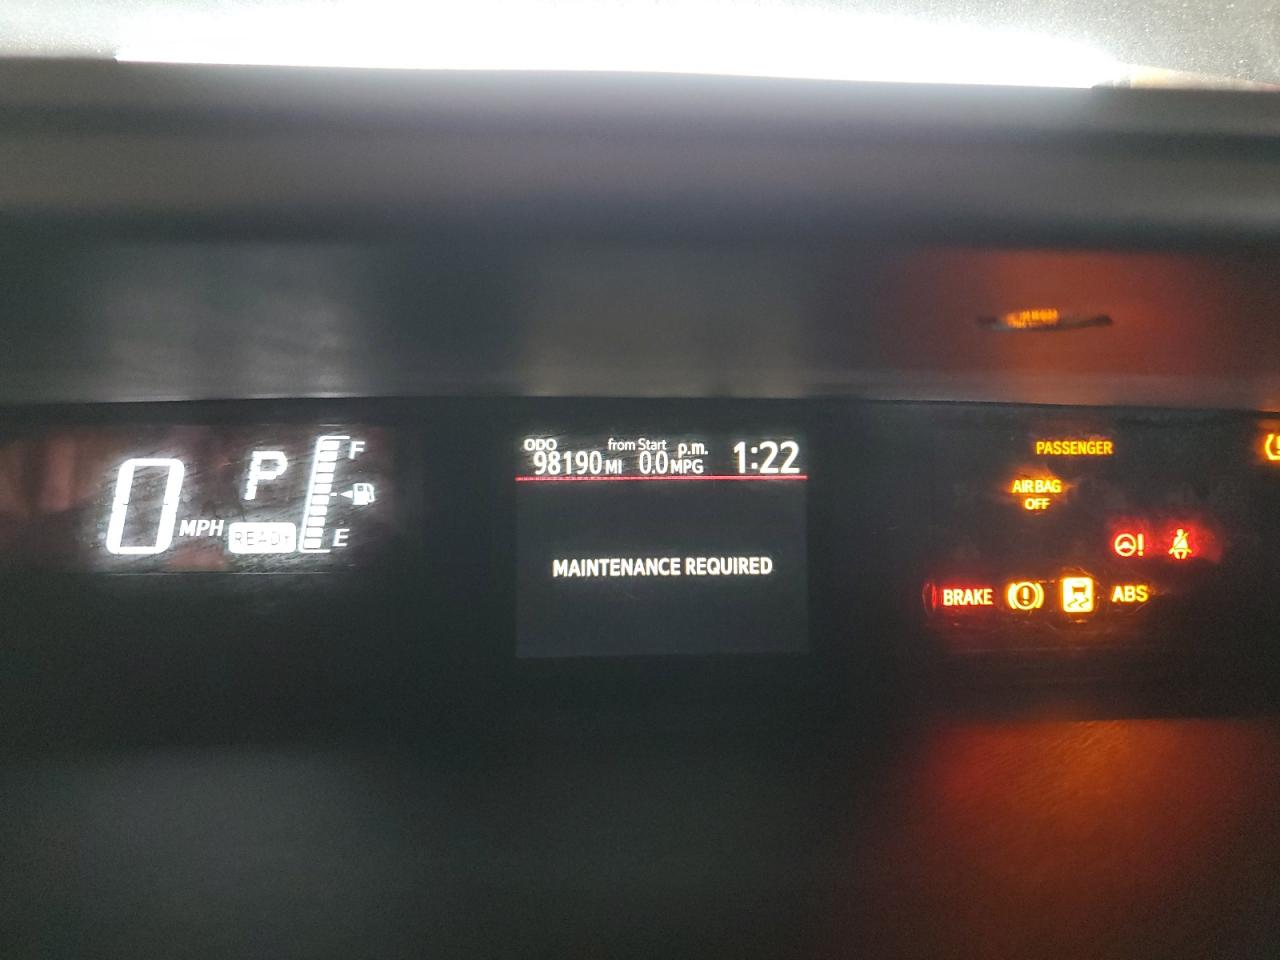 0 MPH
P
READY
F
E
ODO
98190 MI
from Start
0.0 MPG
p.m.
1:22
MAINTENANCE REQUIRED
PASSENGER
AIR BAG
OFF
BRAKE
ABS